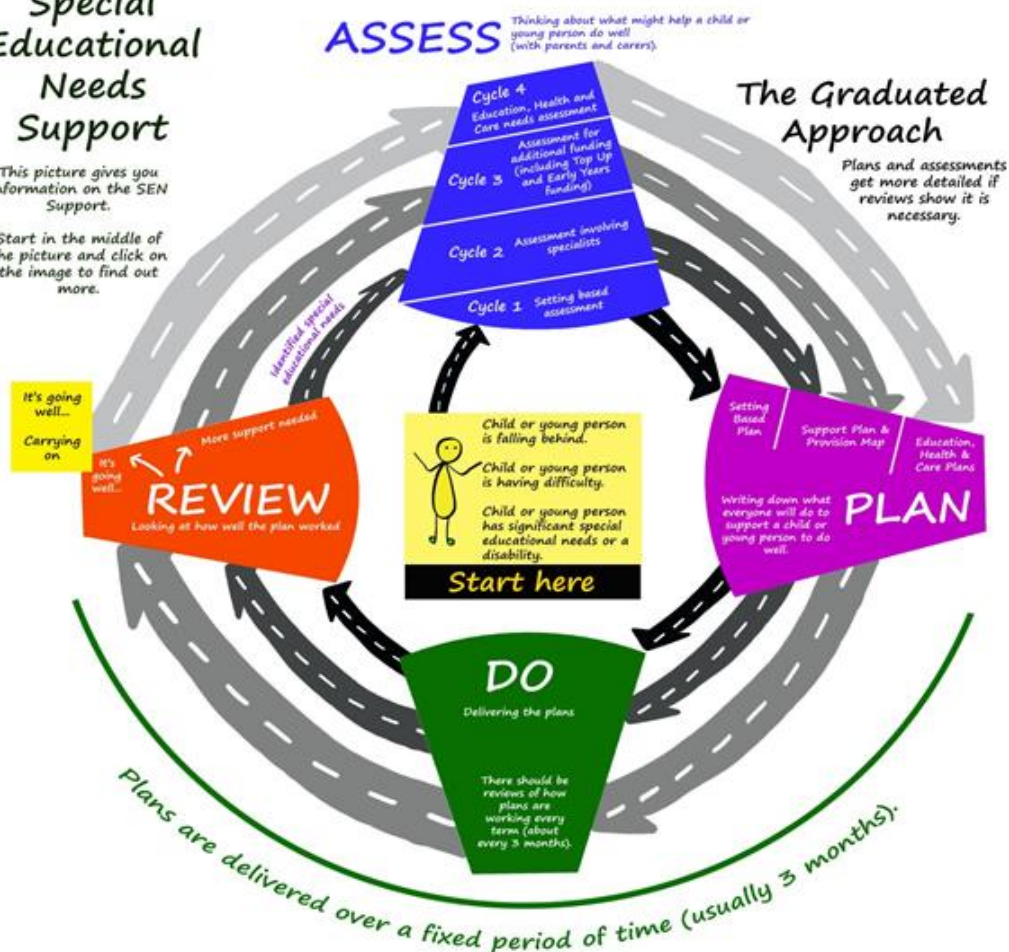 Special
Educational
Needs
Support
This picture gives you
information on the SEN
Support.
Start in the middle of
the picture and click on
the image to find out
more.
ASSESS
Thinking about what might help a child or
young person do well
(with parents and carers).
The Graduated
Approach
Plans and assessments
get more detailed if
reviews show it is
necessary.
Cycle 4
Education, Health and
Care needs assessment
Cycle 3
Assessment for
additional funding
(including Top Up
and Early Years
funding)
Cycle 2
Assessment involving
specialists
Cycle 1
Setting based
assessment
Identified special
educational needs
It's going
well...
Carrying
on
It's
going
well...
More support needed
REVIEW
Looking at how well the plan worked
Child or young person
is falling behind.
Child or young person
is having difficulty.
Child or young person
has significant special
educational needs or a
disability.
Start here
Setting
Based
Plan
Support Plan &
Provision Map
Education,
Health &
Care Plans
Writing down what
everyone will do to
support a child or
young person to do
well.
PLAN
DO
Delivering the plans
There should be
reviews of how
plans are
working every
term (about
every 3 months).
Plans are delivered over a fixed period of time (usually 3 months).